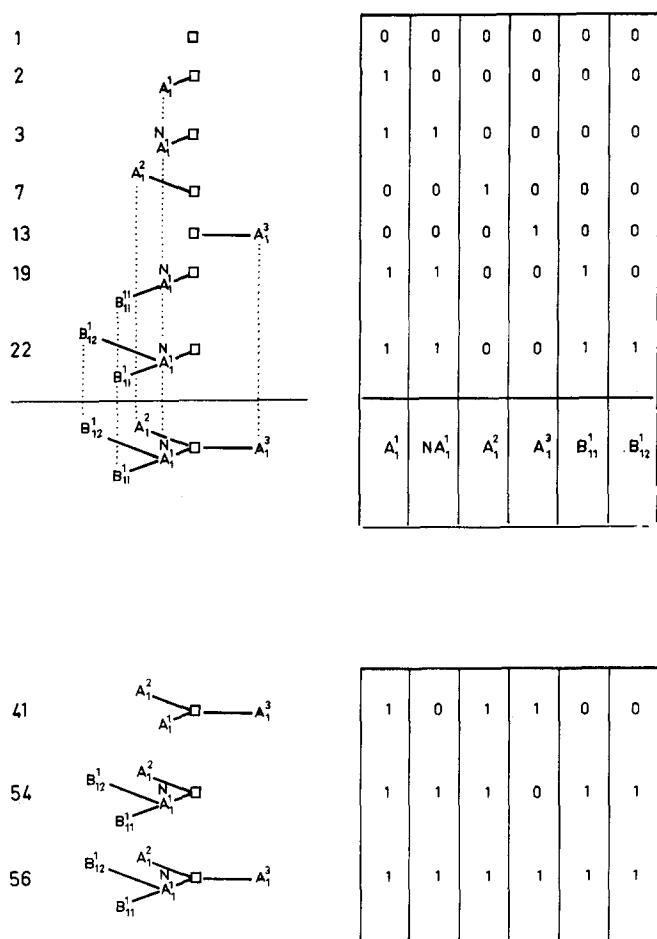 1 0 0 0 0 0 0
2 A₁¹ 1 0 0 0 0 0
3 N A₁¹ 1 1 0 0 0 0
A₁²
7 0 0 1 0 0 0
13 A₁³ 0 0 0 1 0 0
19 N A₁¹ 1 1 0 0 1 0
B₁₁¹¹
B₁₂¹
22 N A₁¹ 1 1 0 0 1 1
B₁₁¹
B₁₂¹ A₁²
N A₁¹ A₁³ A₁¹ NA₁¹ A₁² A₁³ B₁₁¹ B₁₂¹
B₁₁¹
A₁²
41 A₁¹ A₁³ 1 0 1 1 0 0
B₁₂¹ A₁²
54 N A₁¹ 1 1 1 0 1 1
B₁₁¹
B₁₂¹ A₁²
56 N A₁¹ A₁³ 1 1 1 1 1 1
B₁₁¹